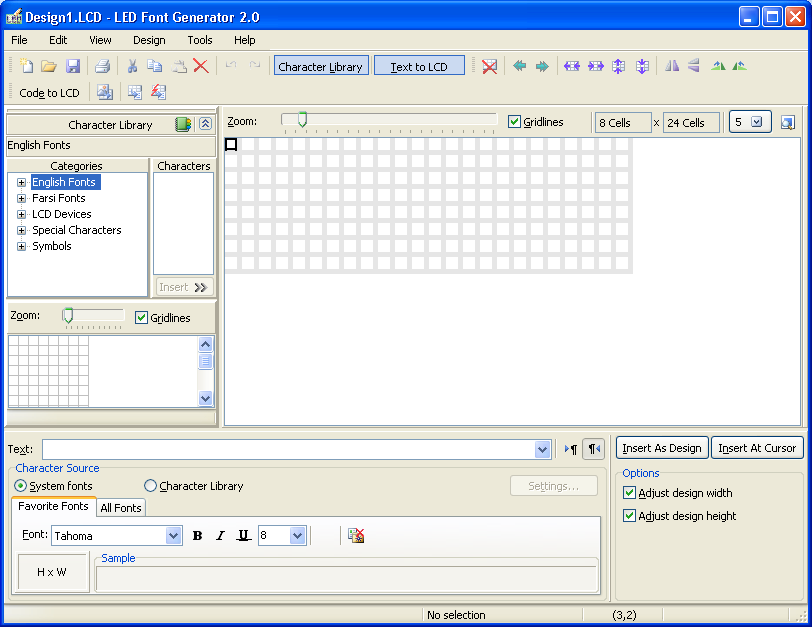 Design1.LCD - LED Font Generator 2.0
File Edit View Design Tools Help
Character Library Text to LCD
Code to LCD
Character Library
Zoom: Gridlines 8 Cells x 24 Cells 5
English Fonts
Categories Characters
English Fonts
Farsi Fonts
LCD Devices
Special Characters
Symbols
Insert
Zoom: Gridlines
Text: Insert As Design Insert At Cursor
Character Source
System fonts Character Library Settings...
Options
Adjust design width
Adjust design height
Favorite Fonts All Fonts
Font: Tahoma B I U 8
Sample
H x W
No selection (3,2)